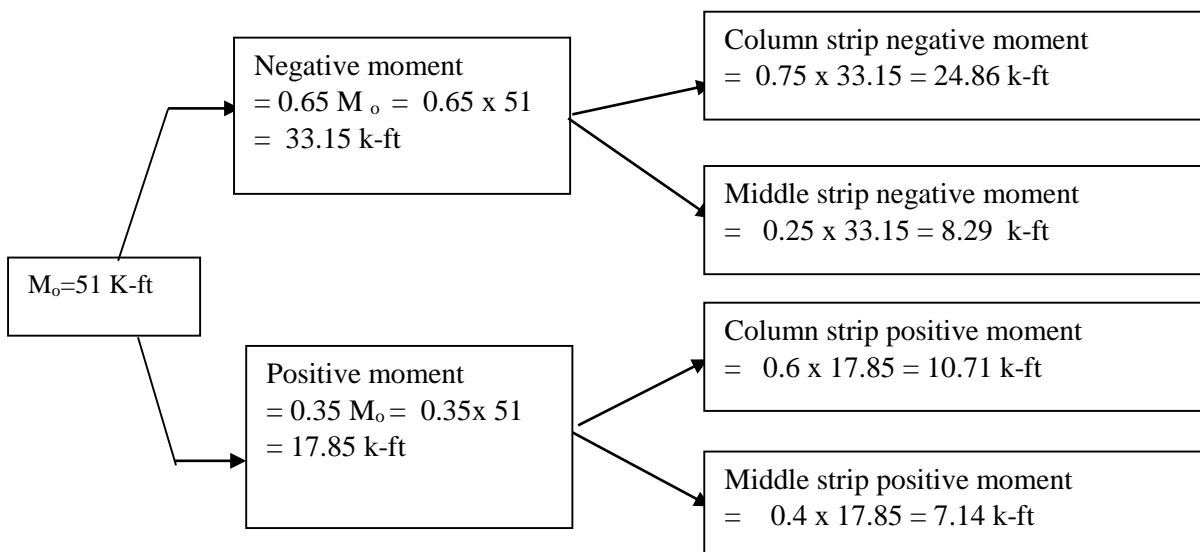 Mₒ=51 K-ft
Negative moment
= 0.65 M ₒ = 0.65 x 51
= 33.15 k-ft
Column strip negative moment
= 0.75 x 33.15 = 24.86 k-ft
Middle strip negative moment
= 0.25 x 33.15 = 8.29 k-ft
Positive moment
= 0.35 Mₒ = 0.35x 51
= 17.85 k-ft
Column strip positive moment
= 0.6 x 17.85 = 10.71 k-ft
Middle strip positive moment
= 0.4 x 17.85 = 7.14 k-ft